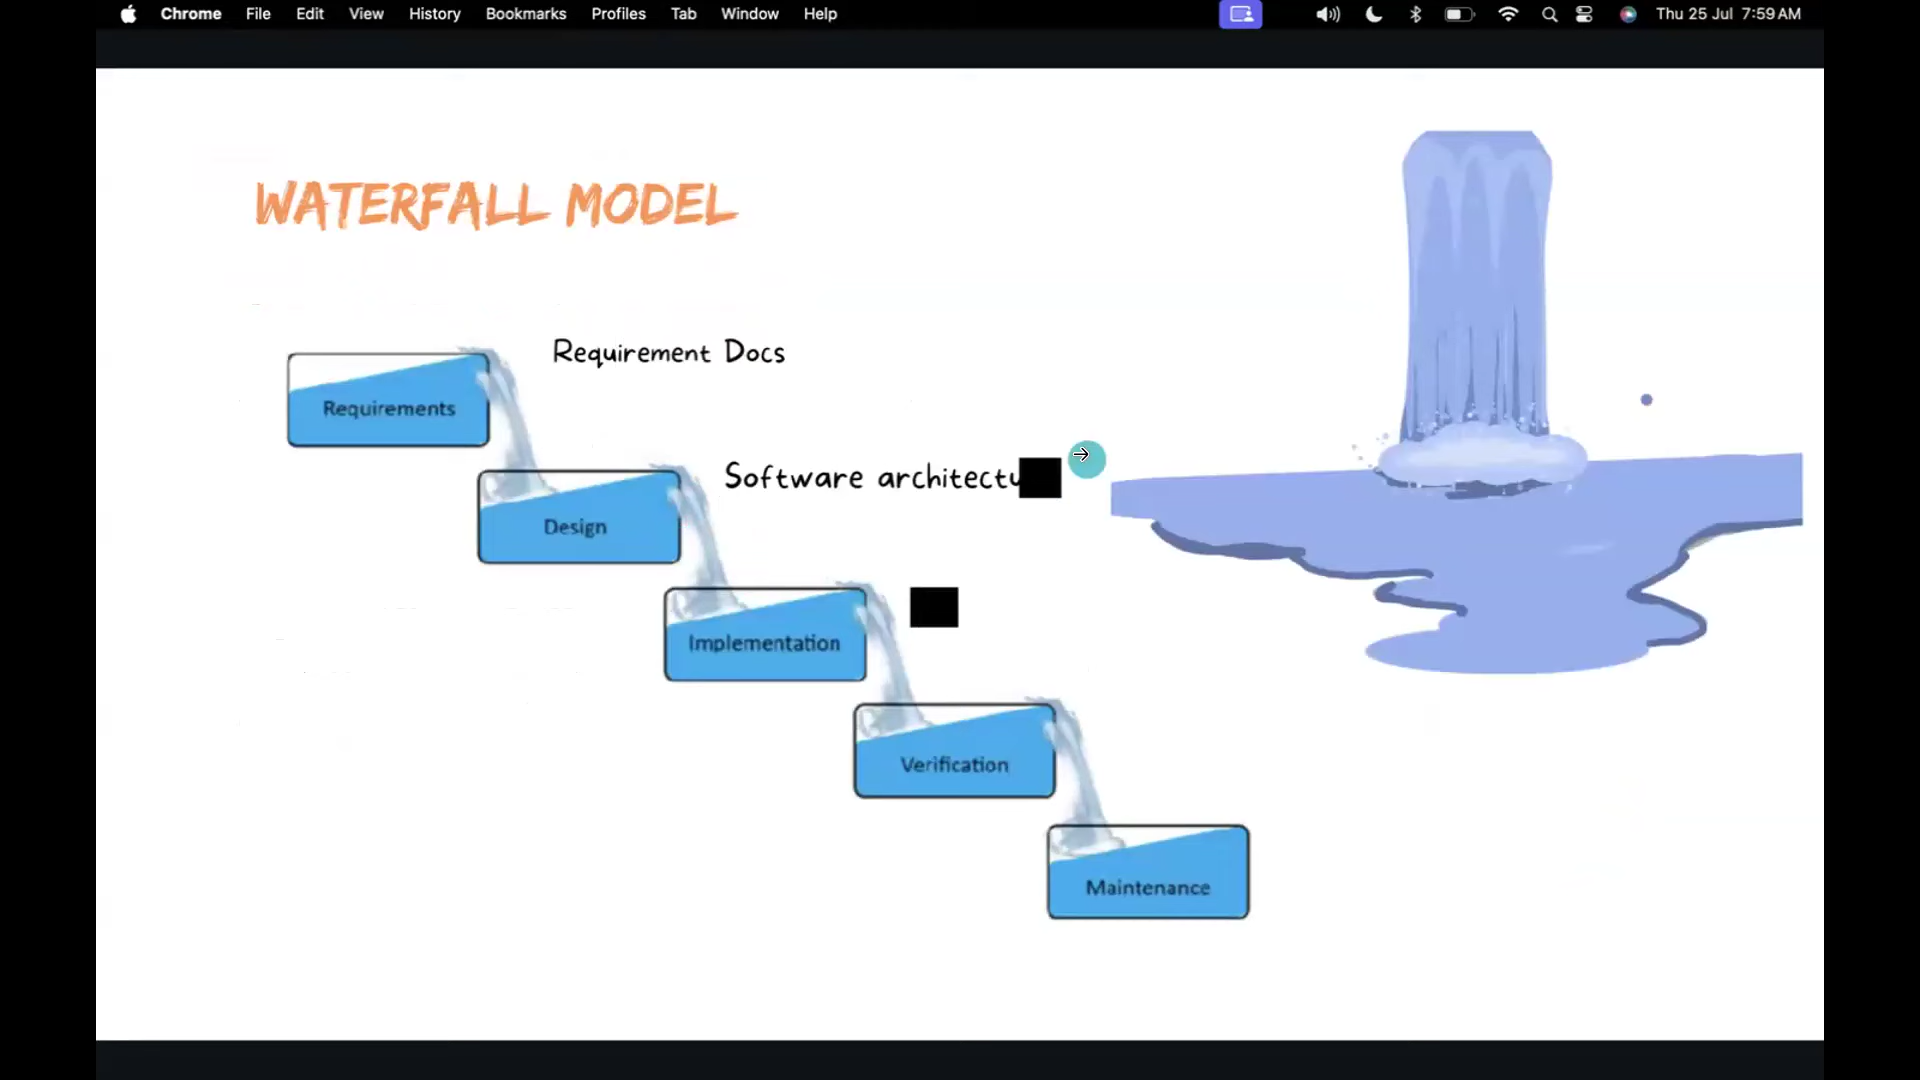 Chrome File Edit View History Bookmarks Profiles Tab Window Help Thu 25 Jul 7:59 AM
WATERFALL MODEL
Requirement Docs
Requirements
Software
Design
Implementation
Verification
Maintenance